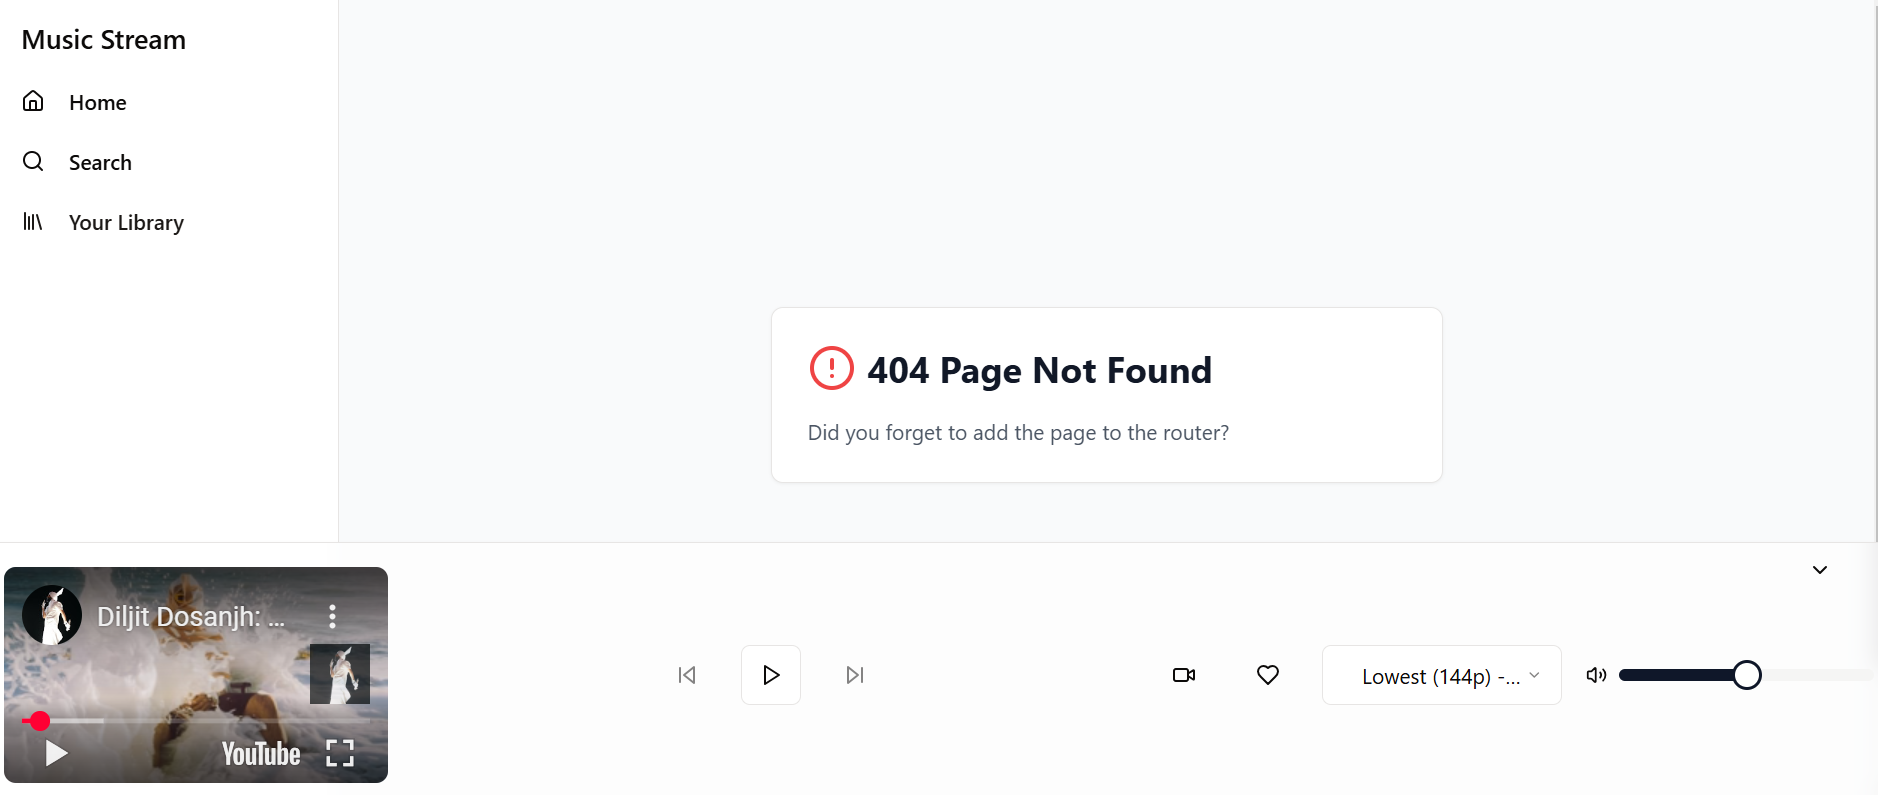 Music Stream
Home
Search
Your Library
404 Page Not Found
Did you forget to add the page to the router?
Diljit Dosanjh: ...
YouTube
Lowest (144p) -...